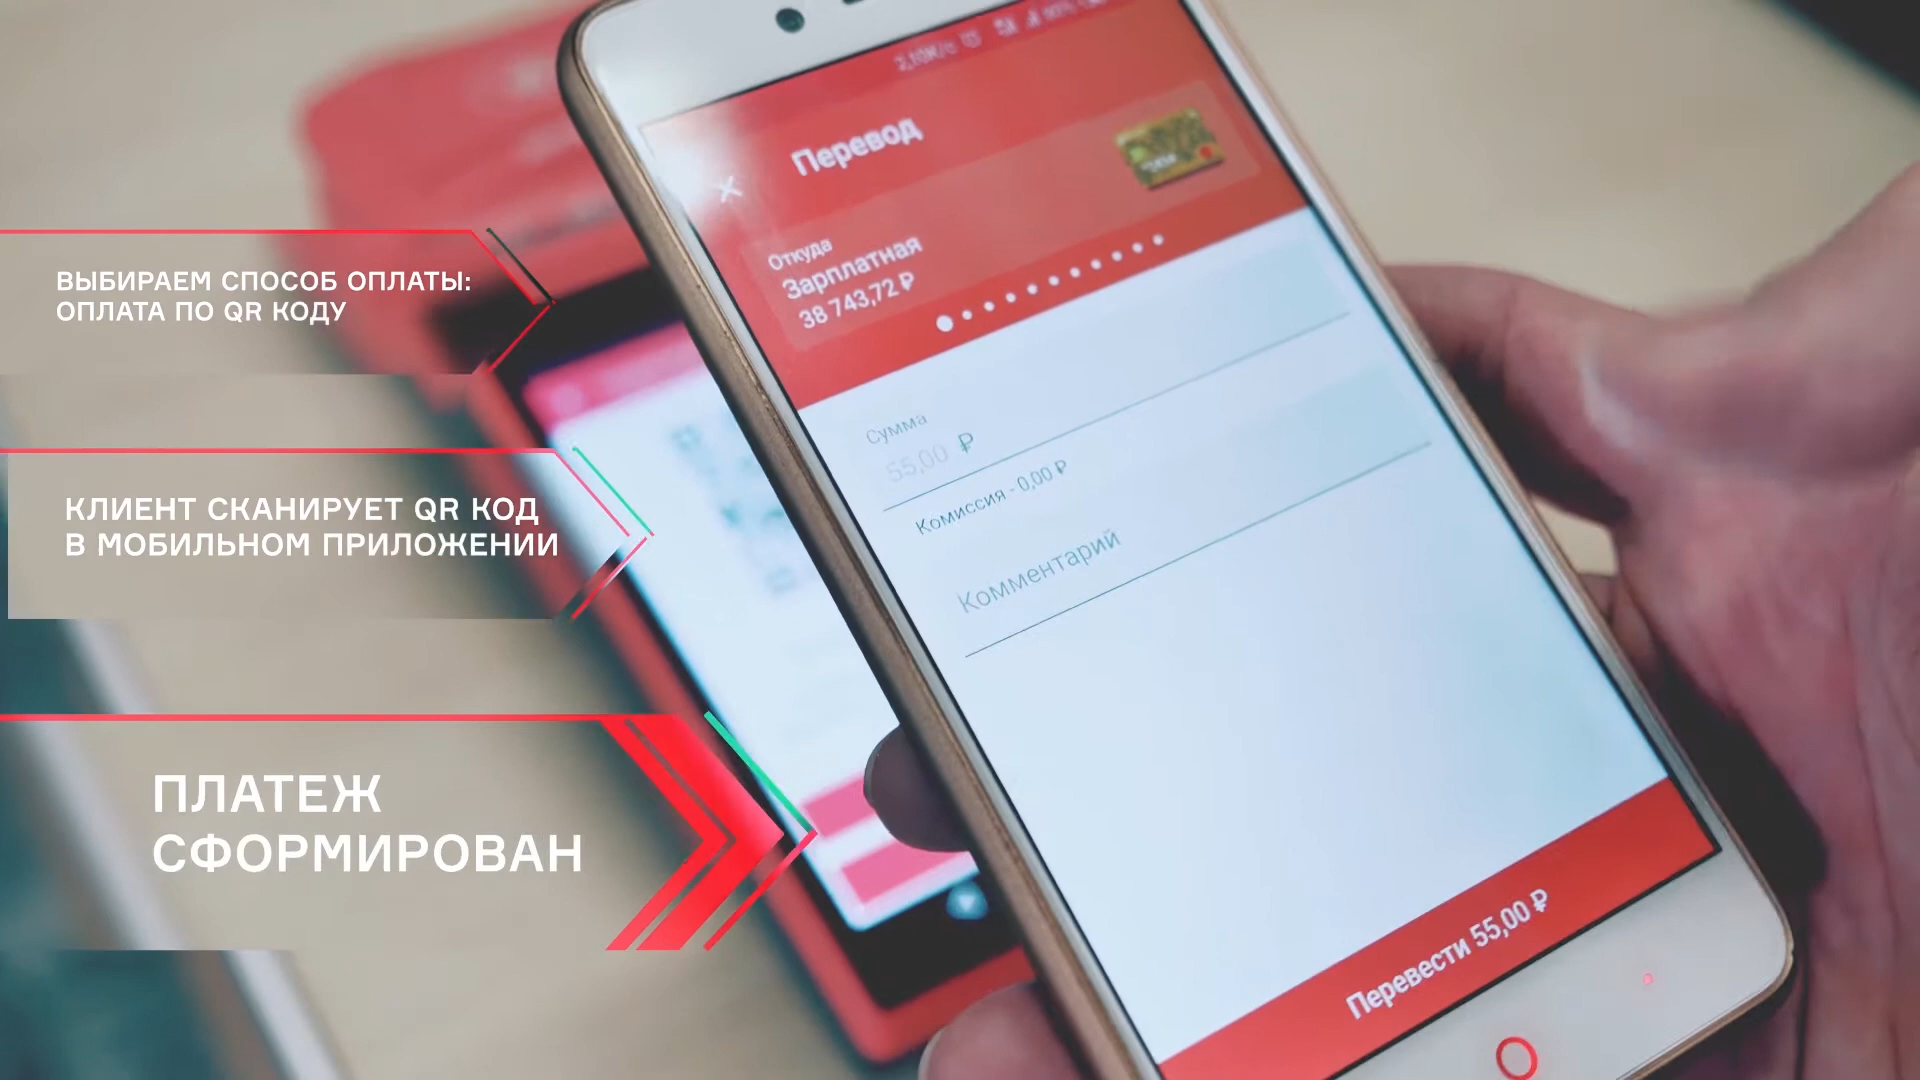 ВЫБИРАЕМ СПОСОБ ОПЛАТЫ:
ОПЛАТА ПО QR КОДУ
КЛИЕНТ СКАНИРУЕТ QR КОД
В МОБИЛЬНОМ ПРИЛОЖЕНИИ
ПЛАТЕЖ
СФОРМИРОВАН
Перевод
Откуда
Зарплатная
38 743,72 ₽
Сумма
55,00 ₽
Комиссия - 0,00 ₽
Комментарий
Перевести 55,00 ₽